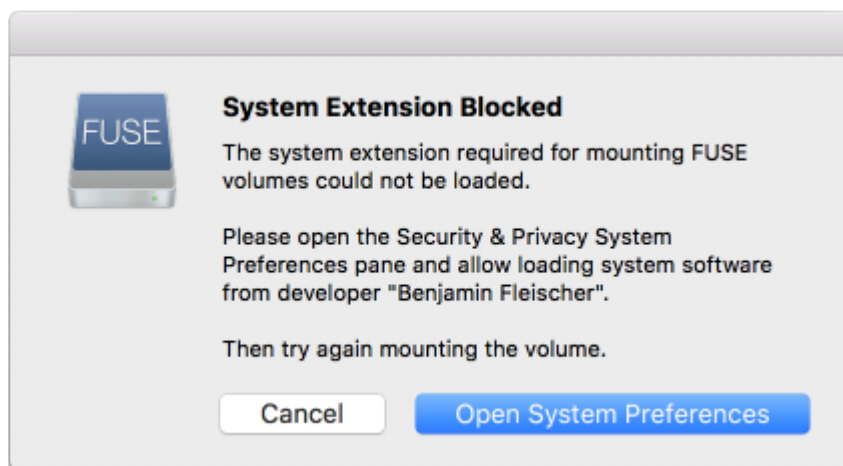 FUSE
System Extension Blocked
The system extension required for mounting FUSE
volumes could not be loaded.
Please open the Security & Privacy System
Preferences pane and allow loading system software
from developer "Benjamin Fleischer".
Then try again mounting the volume.
Cancel
Open System Preferences